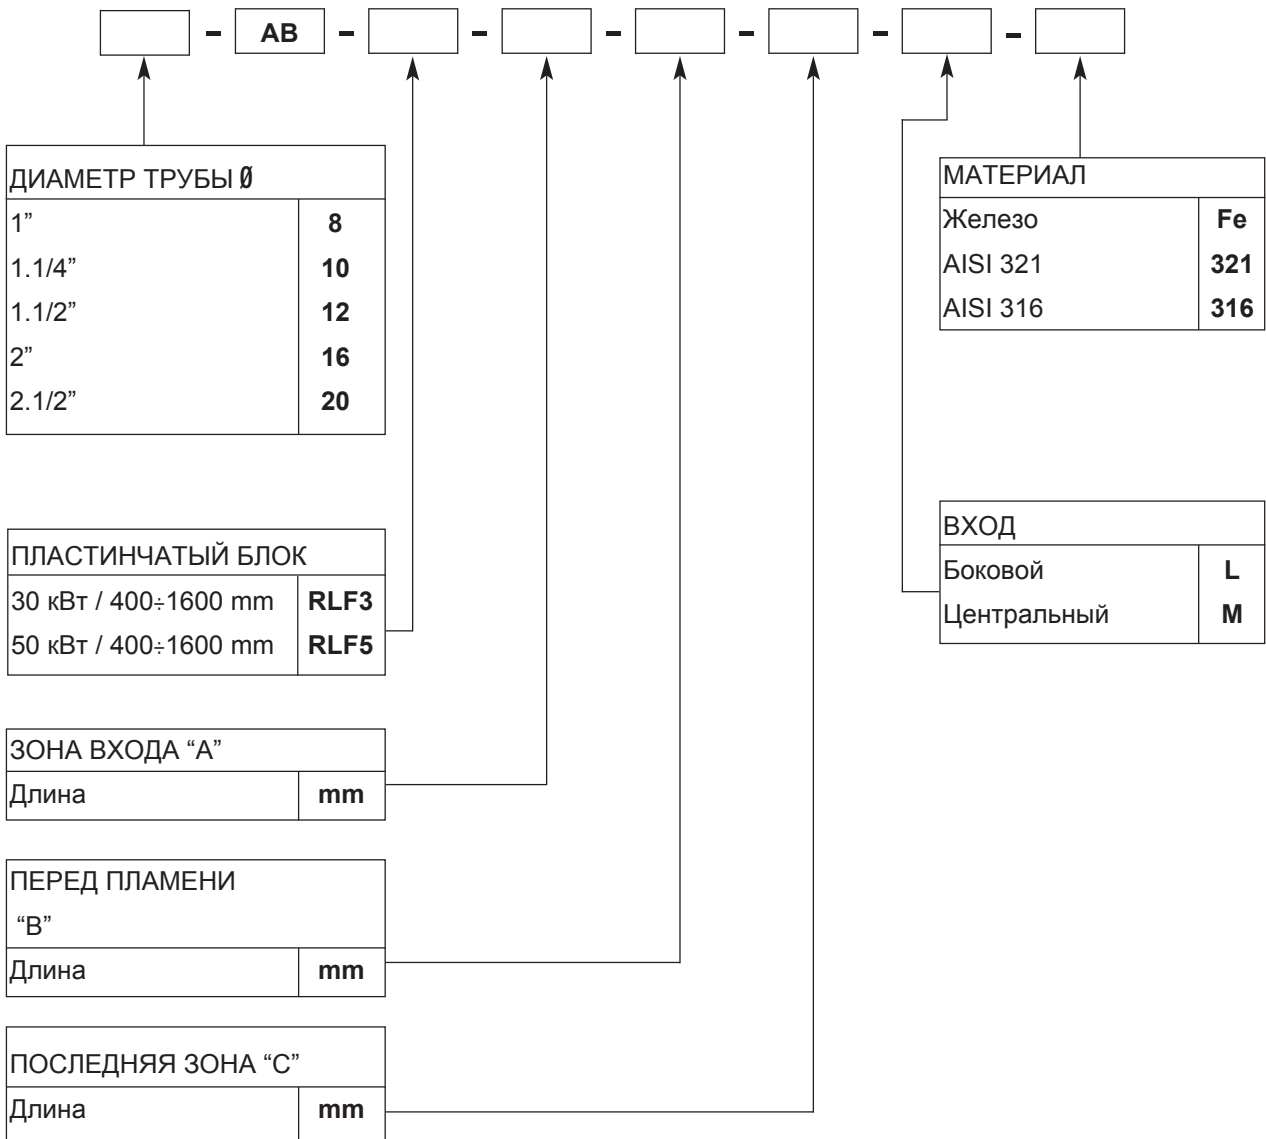 - AB - - - - - -
ДИАМЕТР ТРУБЫ Ø
1” 8
1.1/4” 10
1.1/2” 12
2” 16
2.1/2” 20
МАТЕРИАЛ
Железо Fe
AISI 321 321
AISI 316 316
ПЛАСТИНЧАТЫЙ БЛОК
30 кВт / 400÷1600 mm RLF3
50 кВт / 400÷1600 mm RLF5
ВХОД
Боковой L
Центральный M
ЗОНА ВХОДА “A”
Длина mm
ПЕРЕД ПЛАМЕНИ
“B”
Длина mm
ПОСЛЕДНЯЯ ЗОНА “C”
Длина mm